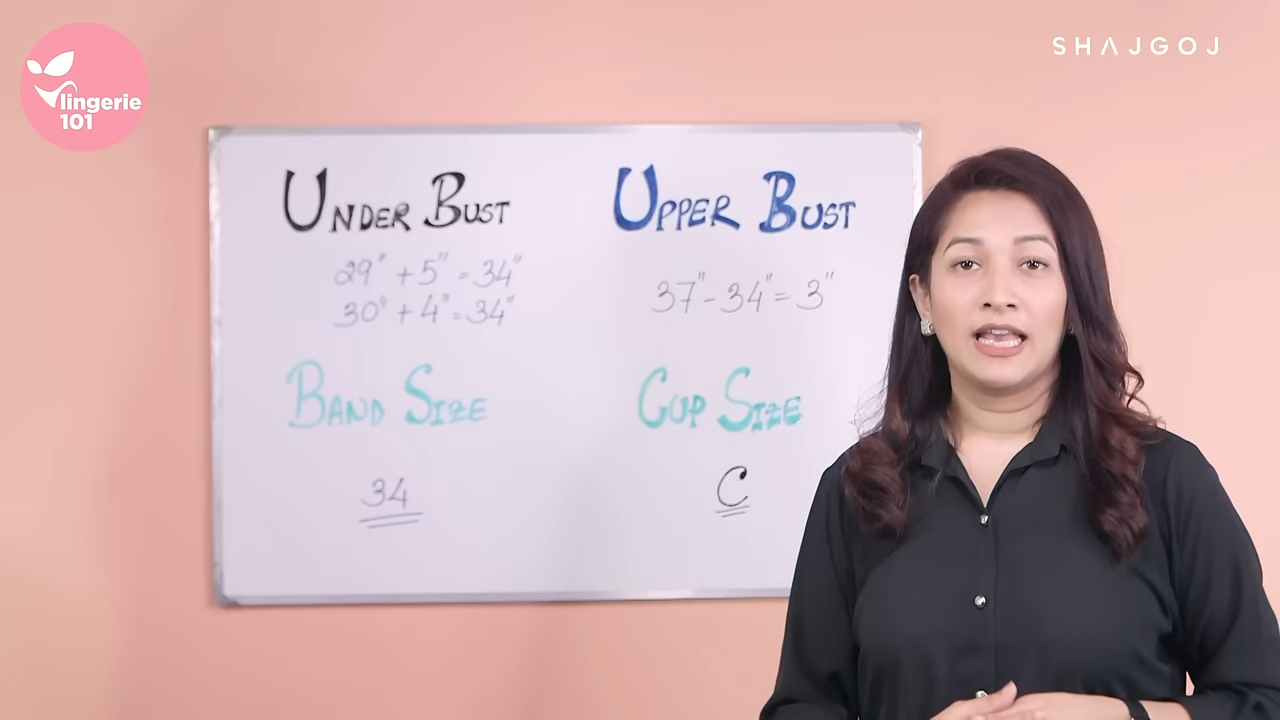 lingerie
101
SHAJGOJ
UNDER BUST
29" + 5" = 34"
30" + 4" = 34"
BAND SIZE
34
UPPER BUST
37" - 34" = 3"
CUP SIZE
C